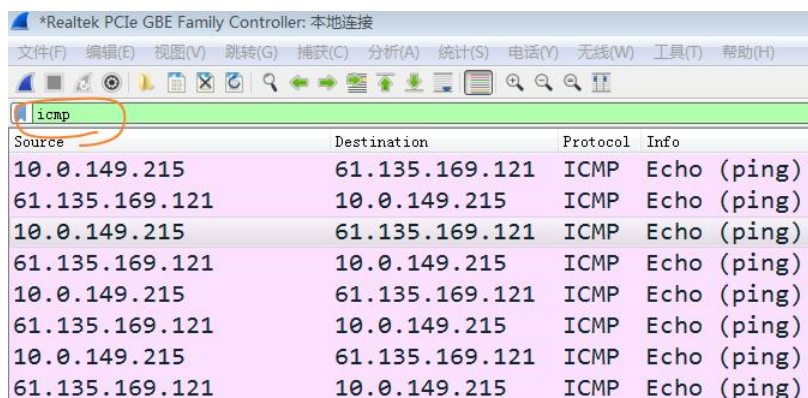 *Realtek PCIe GBE Family Controller: 本地连接
文件(F) 编辑(E) 视图(V) 跳转(G) 捕获(C) 分析(A) 统计(S) 电话(Y) 无线(W) 工具(T) 帮助(H)
icmp
Source Destination Protocol Info
10.0.149.215 61.135.169.121 ICMP Echo (ping)
61.135.169.121 10.0.149.215 ICMP Echo (ping)
10.0.149.215 61.135.169.121 ICMP Echo (ping)
61.135.169.121 10.0.149.215 ICMP Echo (ping)
10.0.149.215 61.135.169.121 ICMP Echo (ping)
61.135.169.121 10.0.149.215 ICMP Echo (ping)
10.0.149.215 61.135.169.121 ICMP Echo (ping)
61.135.169.121 10.0.149.215 ICMP Echo (ping)